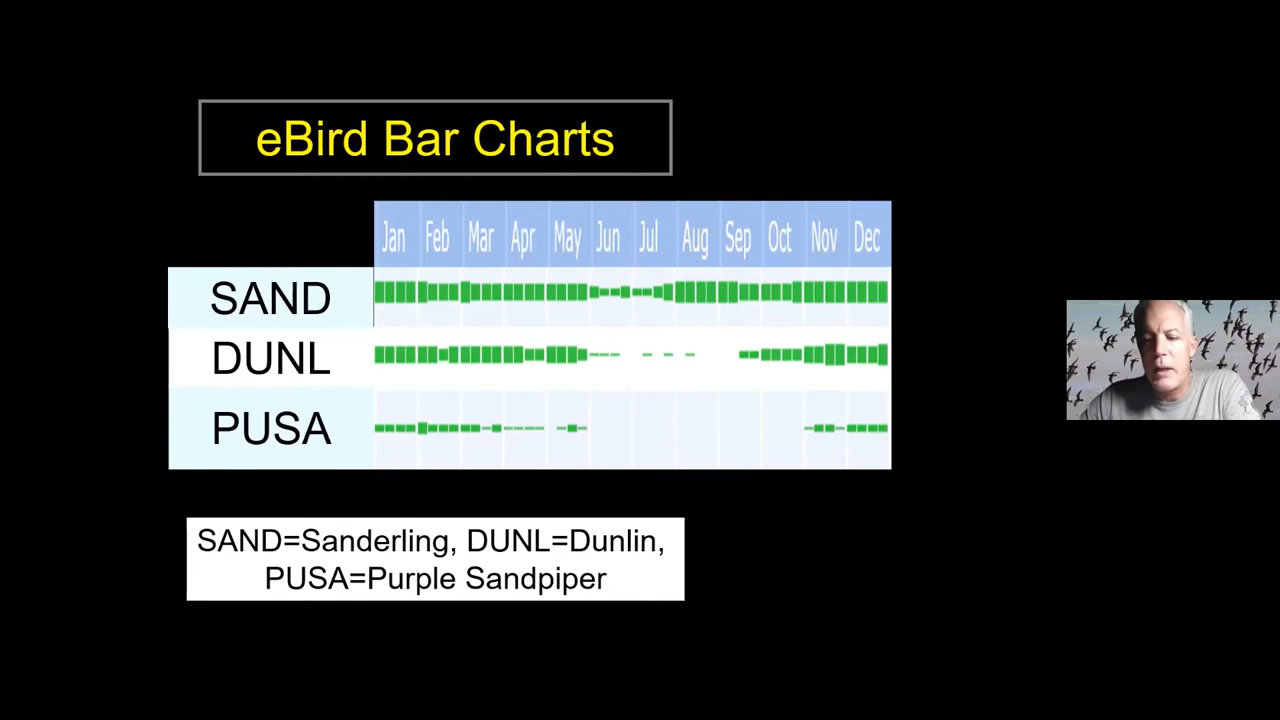 eBird Bar Charts
Jan Feb Mar Apr May Jun Jul Aug Sep Oct Nov Dec
SAND
DUNL
PUSA
SAND=Sanderling, DUNL=Dunlin,
PUSA=Purple Sandpiper